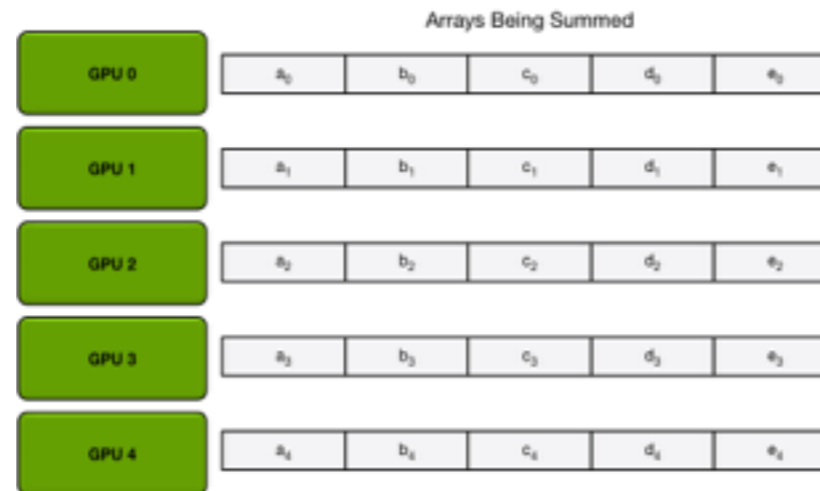 Arrays Being Summed
GPU 0 a₀ b₀ c₀ d₀ e₀
GPU 1 a₁ b₁ c₁ d₁ e₁
GPU 2 a₂ b₂ c₂ d₂ e₂
GPU 3 a₃ b₃ c₃ d₃ e₃
GPU 4 a₄ b₄ c₄ d₄ e₄